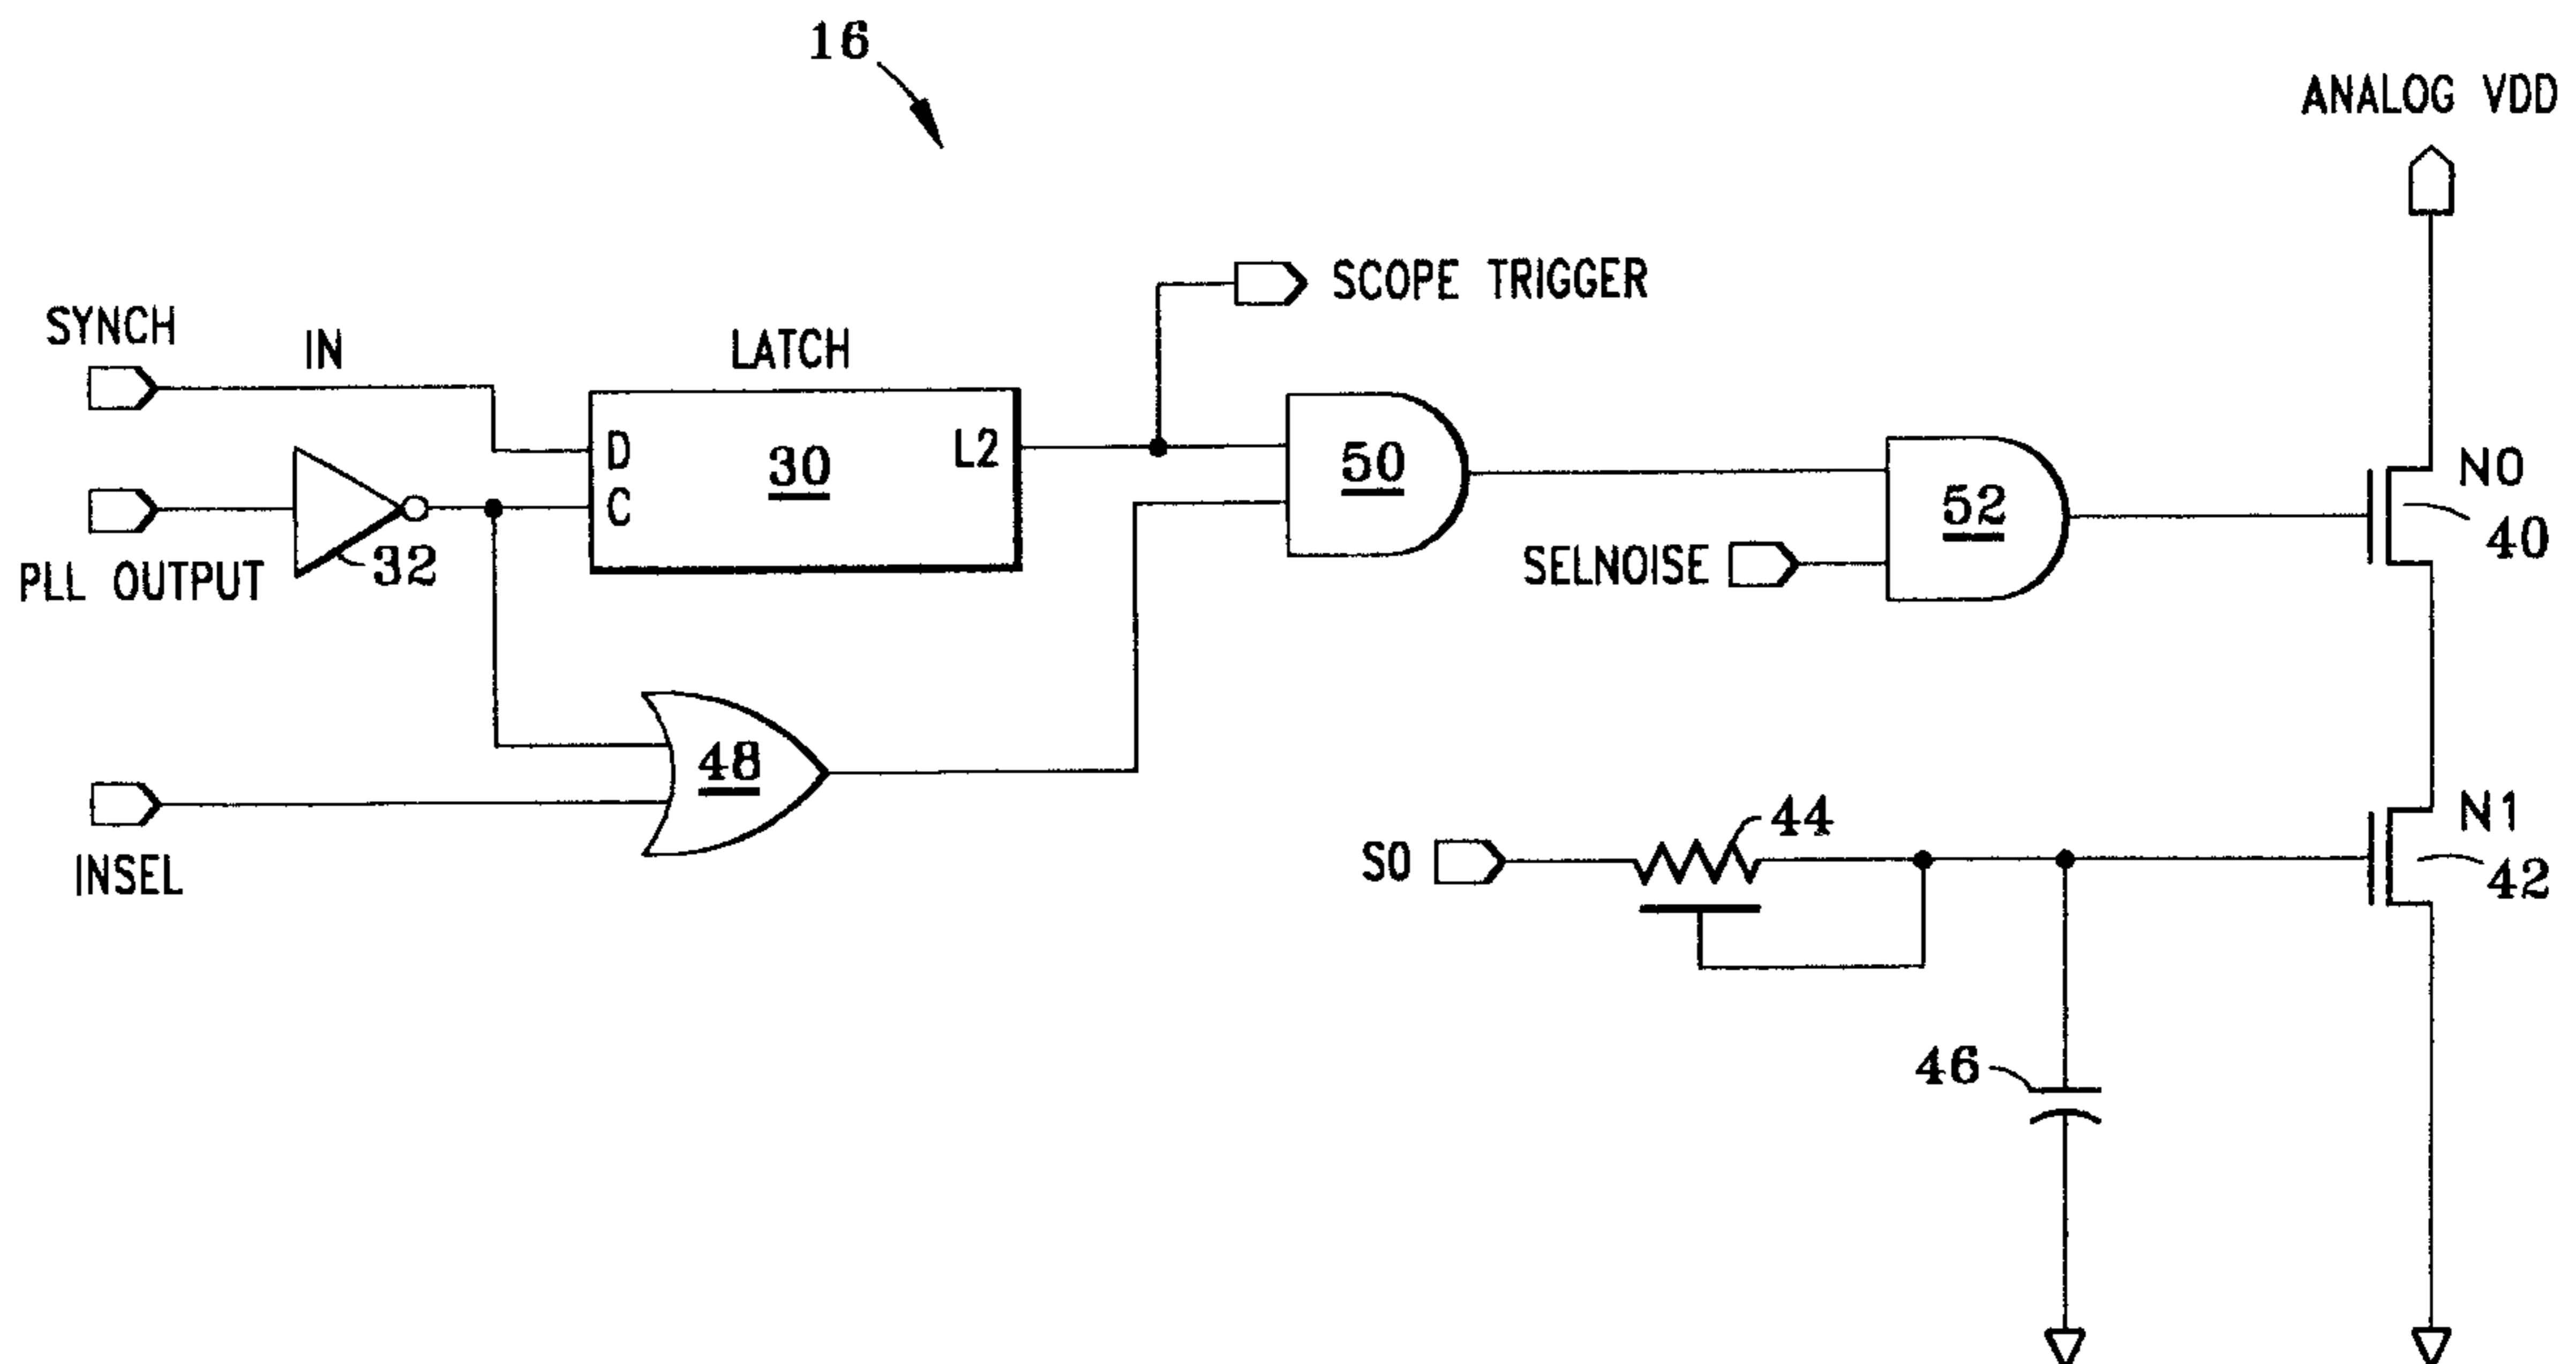 16
ANALOG VDD
SCOPE TRIGGER
SYNCH
IN
LATCH
D
30
L2
C
50
52
N0
40
PLL OUTPUT
32
SELNOISE
48
INSEL
S0
44
N1
42
46